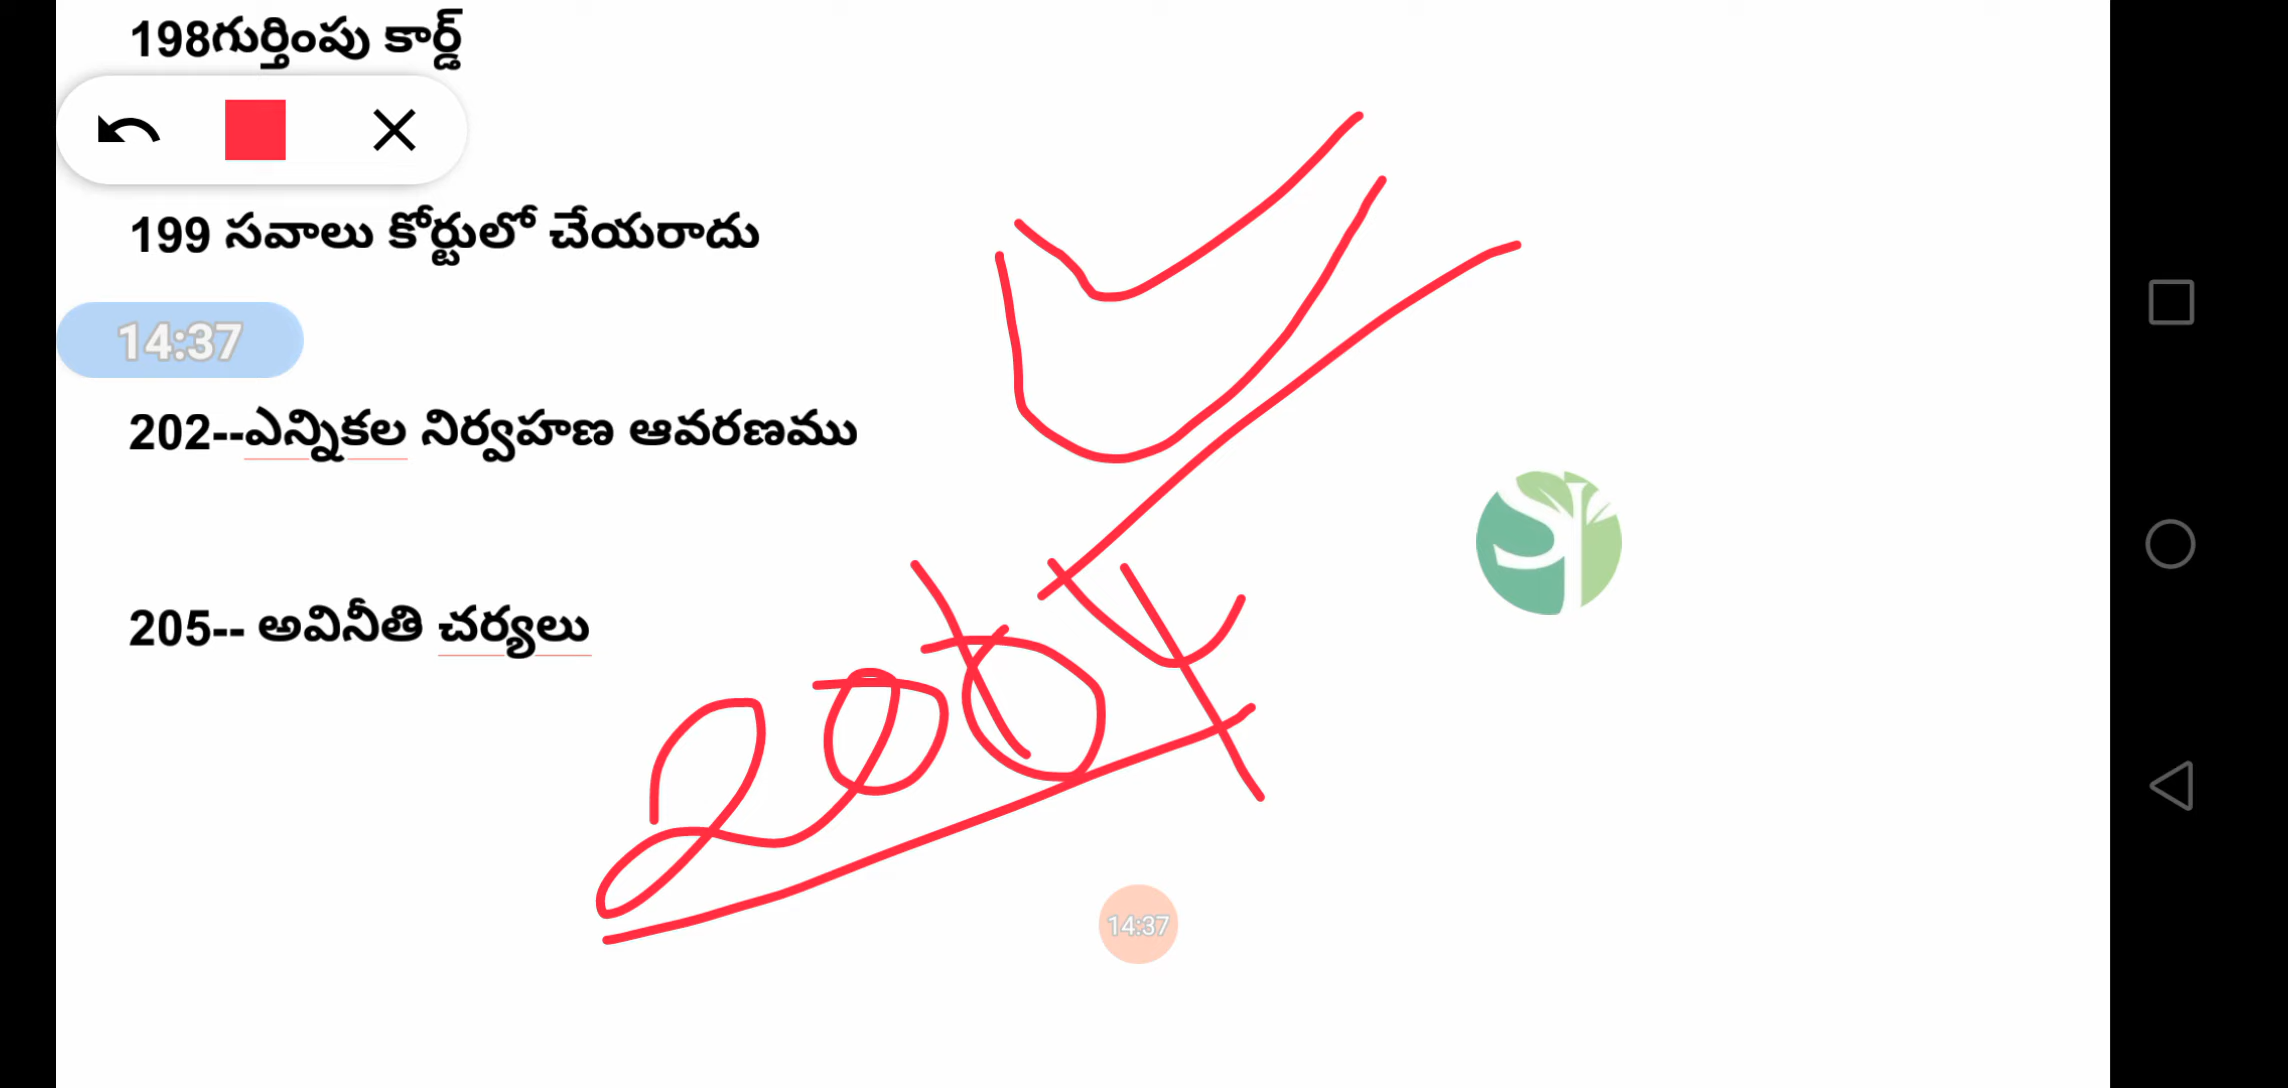 198గుర్తింపు కార్డ్
199 సవాలు కోర్టులో చేయరాదు
14:37
202--ఎన్నికల నిర్వహణ ఆవరణము
205-- అవినీతి చర్యలు
2004
14:37